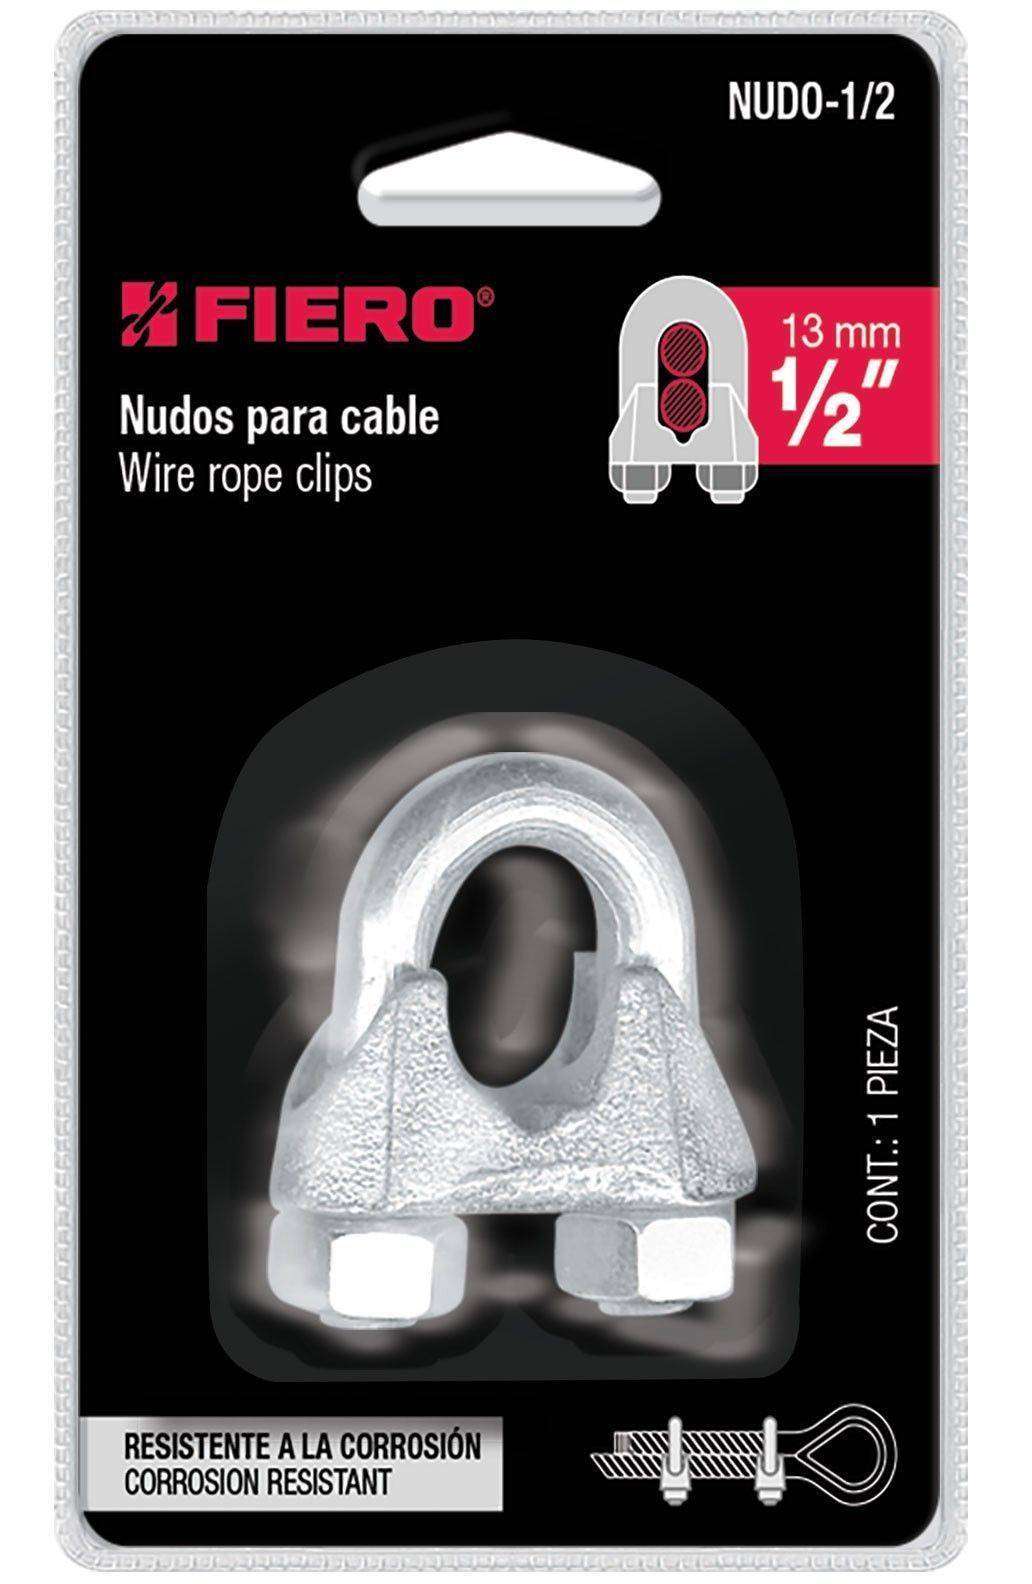 NUDO-1/2
FIERO®
Nudos para cable
Wire rope clips
13 mm
1/2"
CONT.: 1 PIEZA
RESISTENTE A LA CORROSIÓN
CORROSION RESISTANT